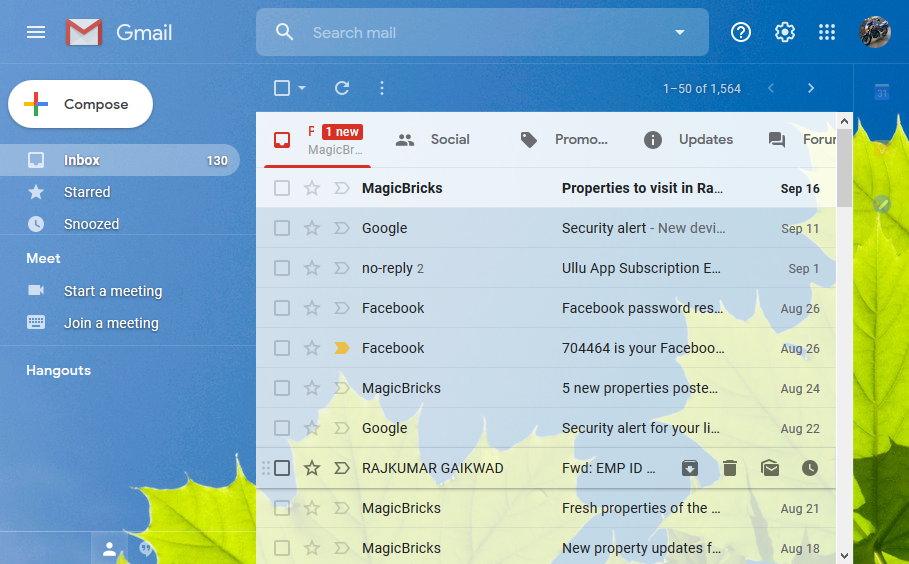 Gmail
Search mail
Compose
1–50 of 1,564
31
1 new
MagicBr...
Social
Promo...
Updates
Forum
Inbox 130
Starred
Snoozed
Meet
Start a meeting
Join a meeting
Hangouts
MagicBricks Properties to visit in Ra... Sep 16
Google Security alert - New devi... Sep 11
no-reply 2 Ullu App Subscription E... Sep 1
Facebook Facebook password res... Aug 26
Facebook 704464 is your Faceboo... Aug 26
MagicBricks 5 new properties poste... Aug 24
Google Security alert for your li... Aug 22
RAJKUMAR GAIKWAD Fwd: EMP ID ...
MagicBricks Fresh properties of the ... Aug 21
MagicBricks New property updates f... Aug 18